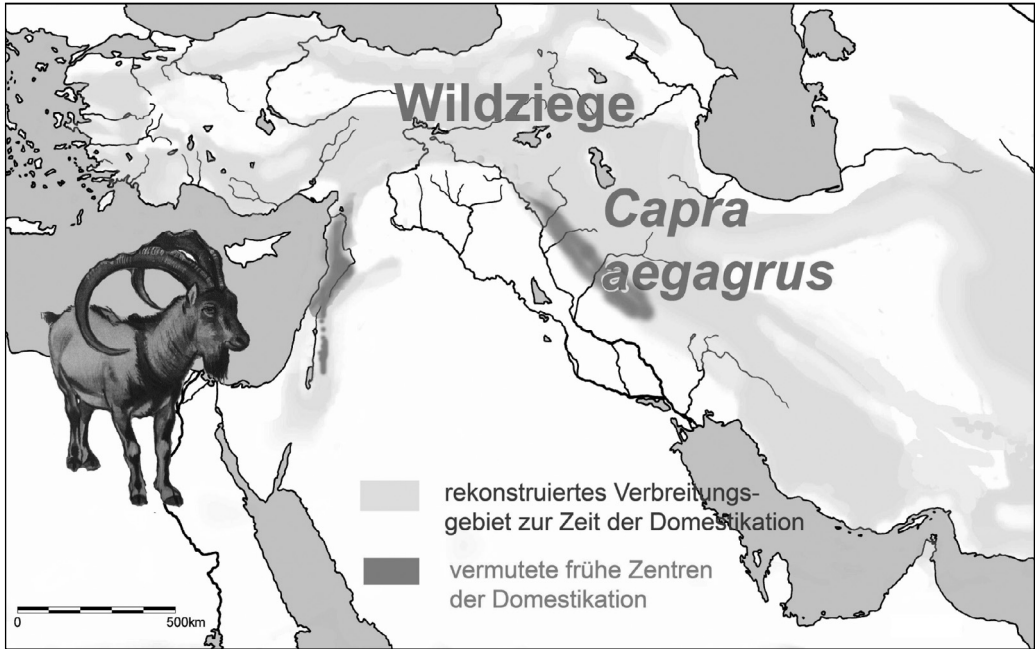 Wildziege
Capra
aegagrus
rekonstruiertes Verbreitungs-
gebiet zur Zeit der Domestikation
vermutete frühe Zentren
der Domestikation
0 500km